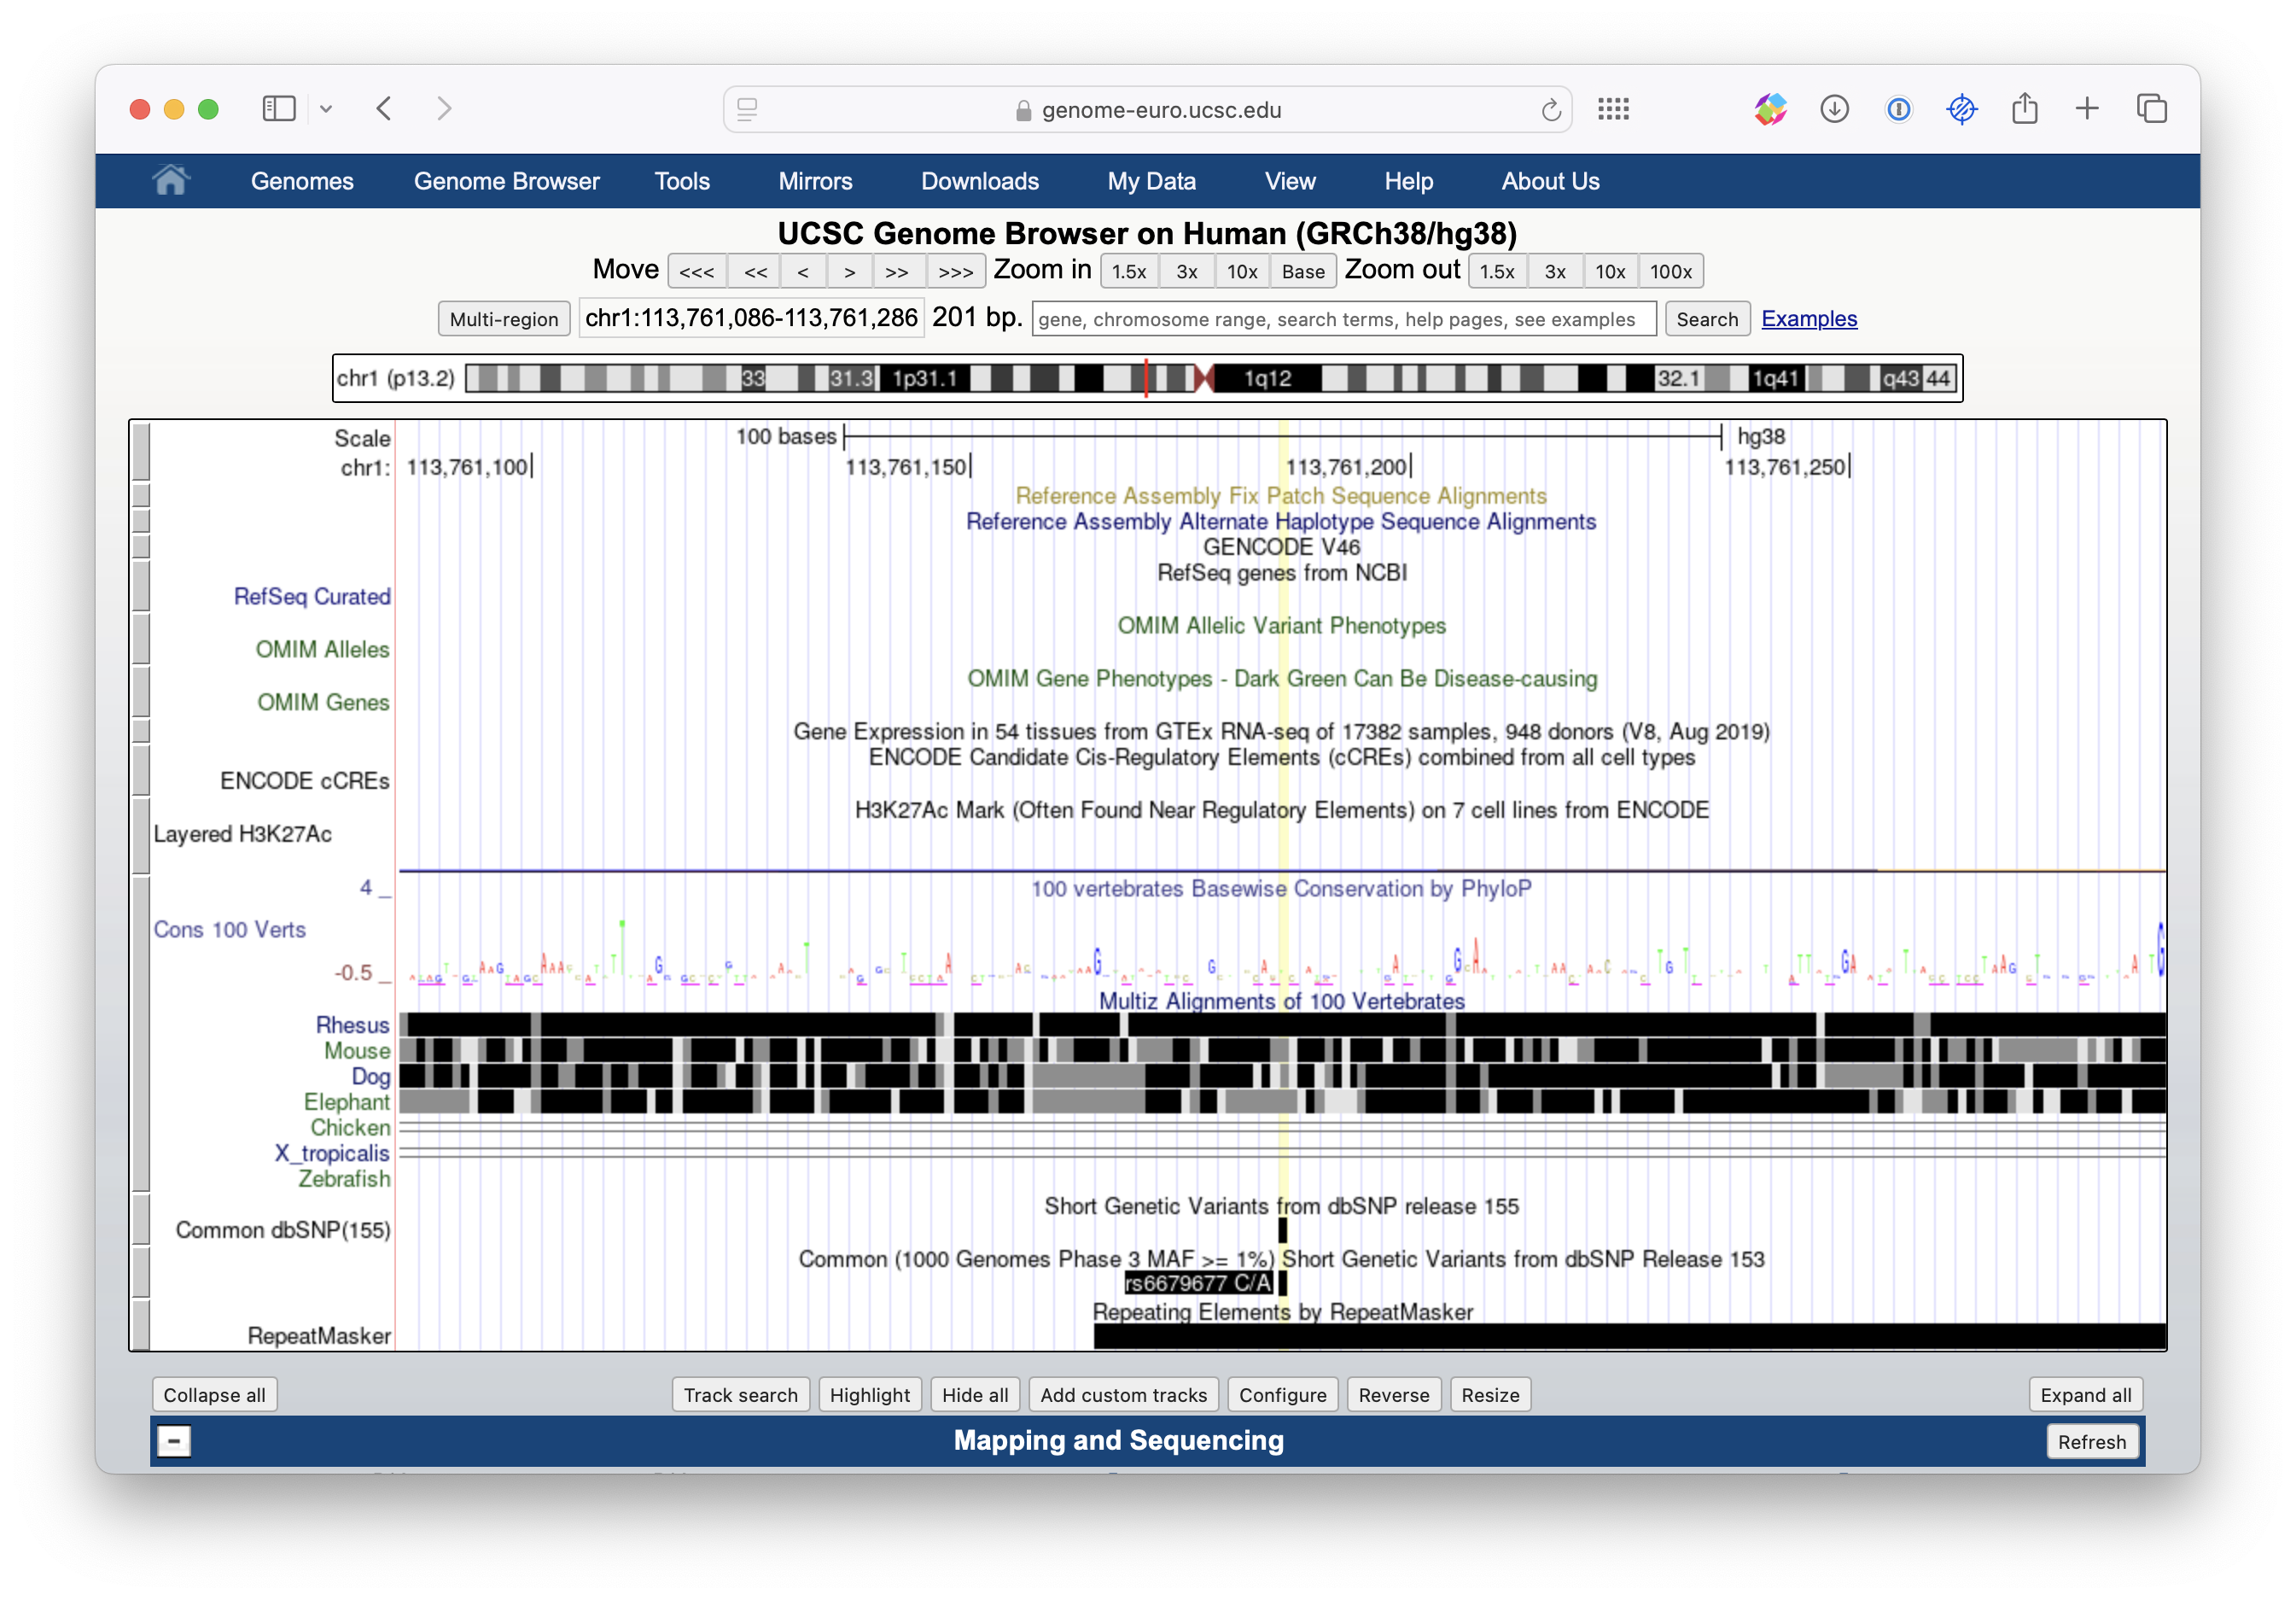 genome-euro.ucsc.edu
Genomes Genome Browser Tools Mirrors Downloads My Data View Help About Us
UCSC Genome Browser on Human (GRCh38/hg38)
Move <<< << < > >> >>> Zoom in 1.5x 3x 10x Base Zoom out 1.5x 3x 10x 100x
Multi-region chr1:113,761,086-113,761,286 201 bp. gene, chromosome range, search terms, help pages, see examples Search Examples
chr1 (p13.2) 33 31.3 1p31.1 1q12 32.1 1q41 q43 44
Scale 100 bases hg38
chr1: 113,761,100 113,761,150 113,761,200 113,761,250
Reference Assembly Fix Patch Sequence Alignments
Reference Assembly Alternate Haplotype Sequence Alignments
GENCODE V46
RefSeq genes from NCBI
RefSeq Curated
OMIM Allelic Variant Phenotypes
OMIM Alleles
OMIM Gene Phenotypes - Dark Green Can Be Disease-causing
OMIM Genes
Gene Expression in 54 tissues from GTEx RNA-seq of 17382 samples, 948 donors (V8, Aug 2019)
ENCODE Candidate Cis-Regulatory Elements (cCREs) combined from all cell types
ENCODE cCREs
H3K27Ac Mark (Often Found Near Regulatory Elements) on 7 cell lines from ENCODE
Layered H3K27Ac
4 _
100 vertebrates Basewise Conservation by PhyloP
Cons 100 Verts
-0.5 _
Multiz Alignments of 100 Vertebrates
Rhesus
Mouse
Dog
Elephant
Chicken
X_tropicalis
Zebrafish
Short Genetic Variants from dbSNP release 155
Common dbSNP(155)
Common (1000 Genomes Phase 3 MAF >= 1%) Short Genetic Variants from dbSNP Release 153
rs6679677 C/A
Repeating Elements by RepeatMasker
RepeatMasker
Collapse all Track search Highlight Hide all Add custom tracks Configure Reverse Resize Expand all
- Mapping and Sequencing Refresh